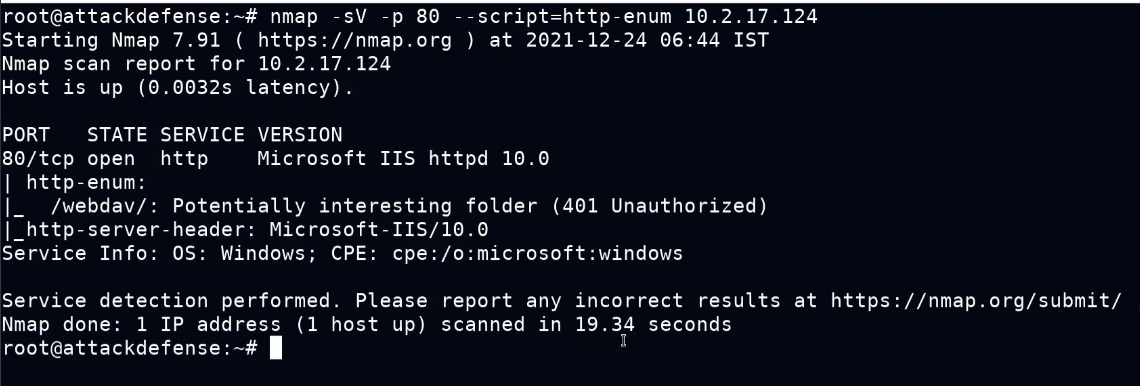 root@attackdefense:~# nmap -sV -p 80 --script=http-enum 10.2.17.124
Starting Nmap 7.91 ( https://nmap.org ) at 2021-12-24 06:44 IST
Nmap scan report for 10.2.17.124
Host is up (0.0032s latency).

PORT   STATE SERVICE VERSION
80/tcp open  http    Microsoft IIS httpd 10.0
| http-enum:
|_  /webdav/: Potentially interesting folder (401 Unauthorized)
|_http-server-header: Microsoft-IIS/10.0
Service Info: OS: Windows; CPE: cpe:/o:microsoft:windows

Service detection performed. Please report any incorrect results at https://nmap.org/submit/
Nmap done: 1 IP address (1 host up) scanned in 19.34 seconds
root@attackdefense:~#